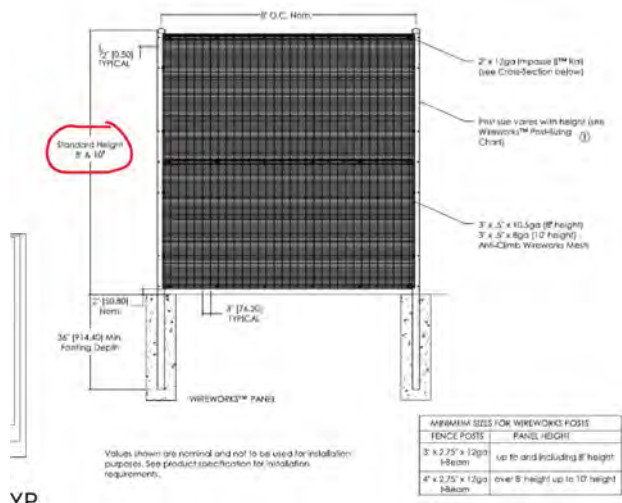 8' O.C. Nom.
1/2" [0.50]
TYPICAL
2" x 12ga Impasse II™ Rail
(see Cross-Section below)
Post size varies with height (see
Wireworks™ Post-Sizing
Chart) ①
Standard Height
8' & 10'
3" x .5" x 10.5ga (8' height)
3" x .5" x 8ga (10' height)
Anti-Climb Wireworks Mesh
2" [50.80]
Nom.
3" [76.20]
TYPICAL
36" [914.40] Min.
Footing Depth
WIREWORKS™ PANEL
Values shown are nominal and not to be used for installation
purposes. See product specification for installation
requirements.
MINIMUM SIZES FOR WIREWORKS POSTS
FENCE POSTS PANEL HEIGHT
3" x 2.75" x 12ga
I-Beam
up to and including 8' height
4" x 2.75" x 12ga
I-Beam
over 8' height up to 10' height
YP